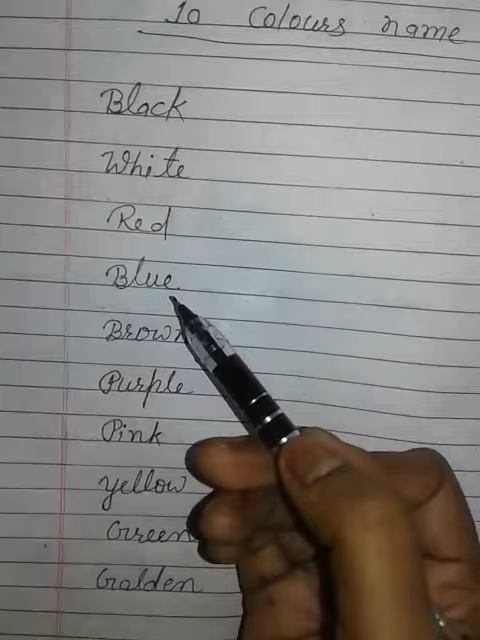 10 Colours name
Black
White
Red
Blue
Brown
Purple
Pink
Yellow
Green
Golden